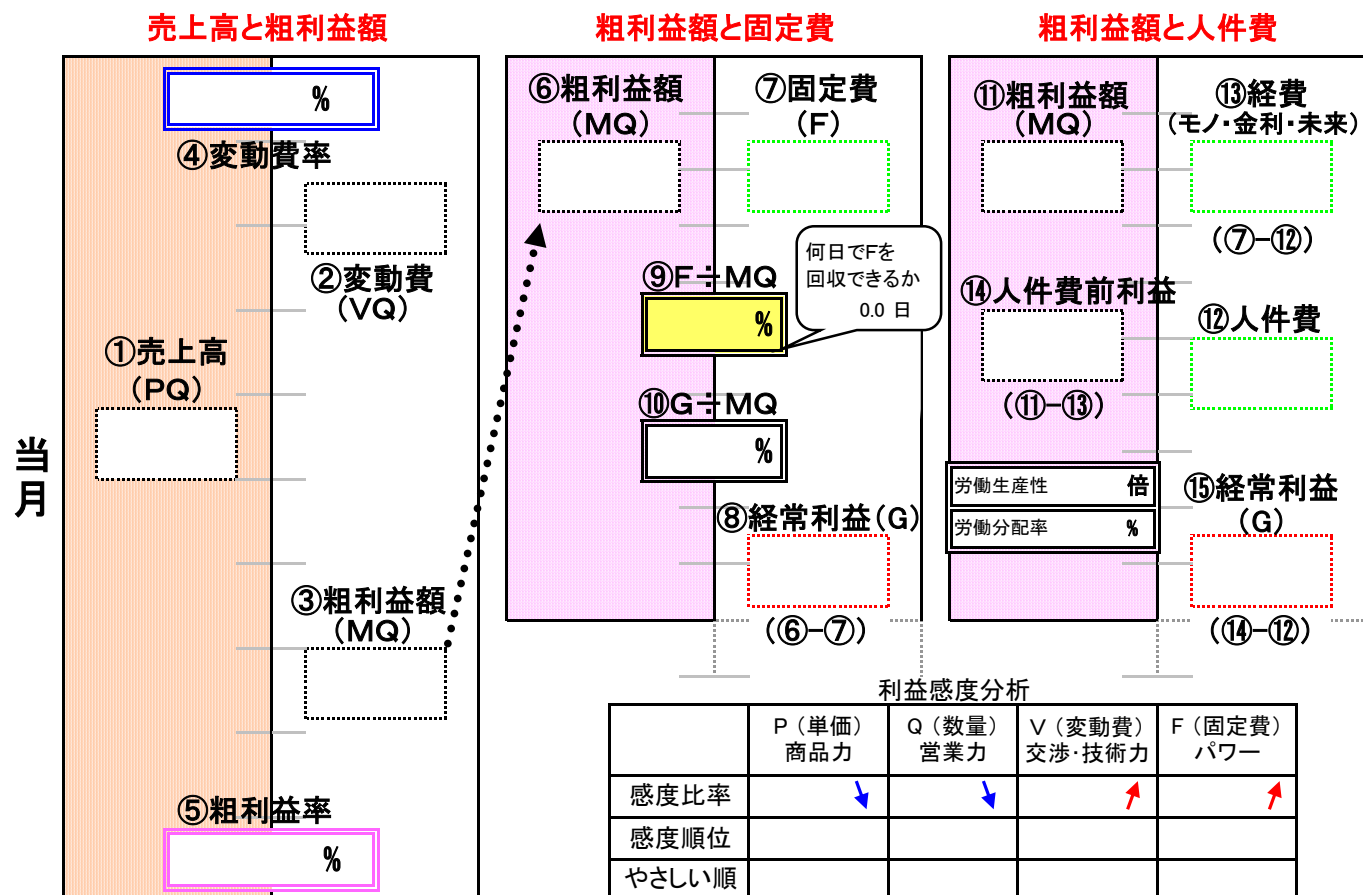 売上高と粗利益額
粗利益額と固定費
粗利益額と人件費
当月
%
④変動費率
②変動費
(VQ)
①売上高
(PQ)
③粗利益額
(MQ)
⑤粗利益率
%
⑥粗利益額
(MQ)
⑦固定費
(F)
何日でFを
回収できるか
0.0 日
⑨F÷MQ
%
⑩G÷MQ
%
⑧経常利益(G)
(⑥-⑦)
⑪粗利益額
(MQ)
⑬経費
(モノ・金利・未来)
(⑦-⑫)
⑭人件費前利益
(⑪-⑬)
⑫人件費
労働生産性 倍
労働分配率 %
⑮経常利益
(G)
(⑭-⑫)
利益感度分析
P(単価) Q(数量) V(変動費) F(固定費)
商品力 営業力 交渉・技術力 パワー
感度比率
感度順位
やさしい順